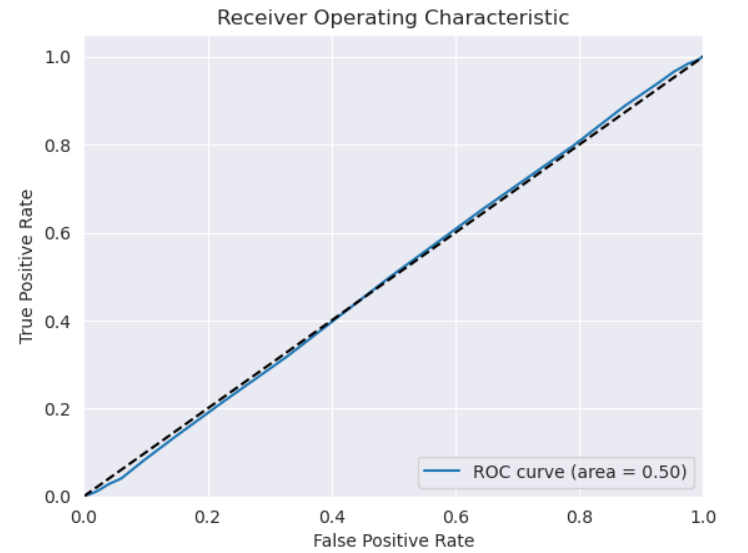 Receiver Operating Characteristic
1.0
0.8
0.6
0.4
0.2
0.0
True Positive Rate
ROC curve (area = 0.50)
0.0 0.2 0.4 0.6 0.8 1.0
False Positive Rate